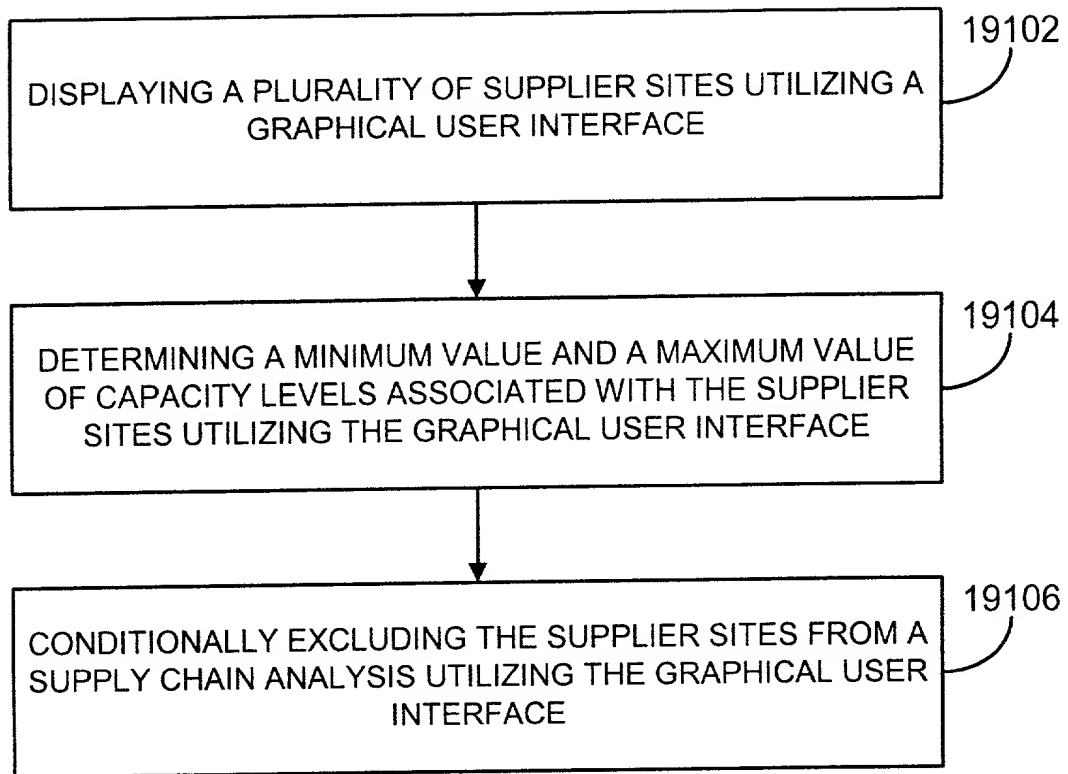 19102
DISPLAYING A PLURALITY OF SUPPLIER SITES UTILIZING A
GRAPHICAL USER INTERFACE
19104
DETERMINING A MINIMUM VALUE AND A MAXIMUM VALUE
OF CAPACITY LEVELS ASSOCIATED WITH THE SUPPLIER
SITES UTILIZING THE GRAPHICAL USER INTERFACE
19106
CONDITIONALLY EXCLUDING THE SUPPLIER SITES FROM A
SUPPLY CHAIN ANALYSIS UTILIZING THE GRAPHICAL USER
INTERFACE